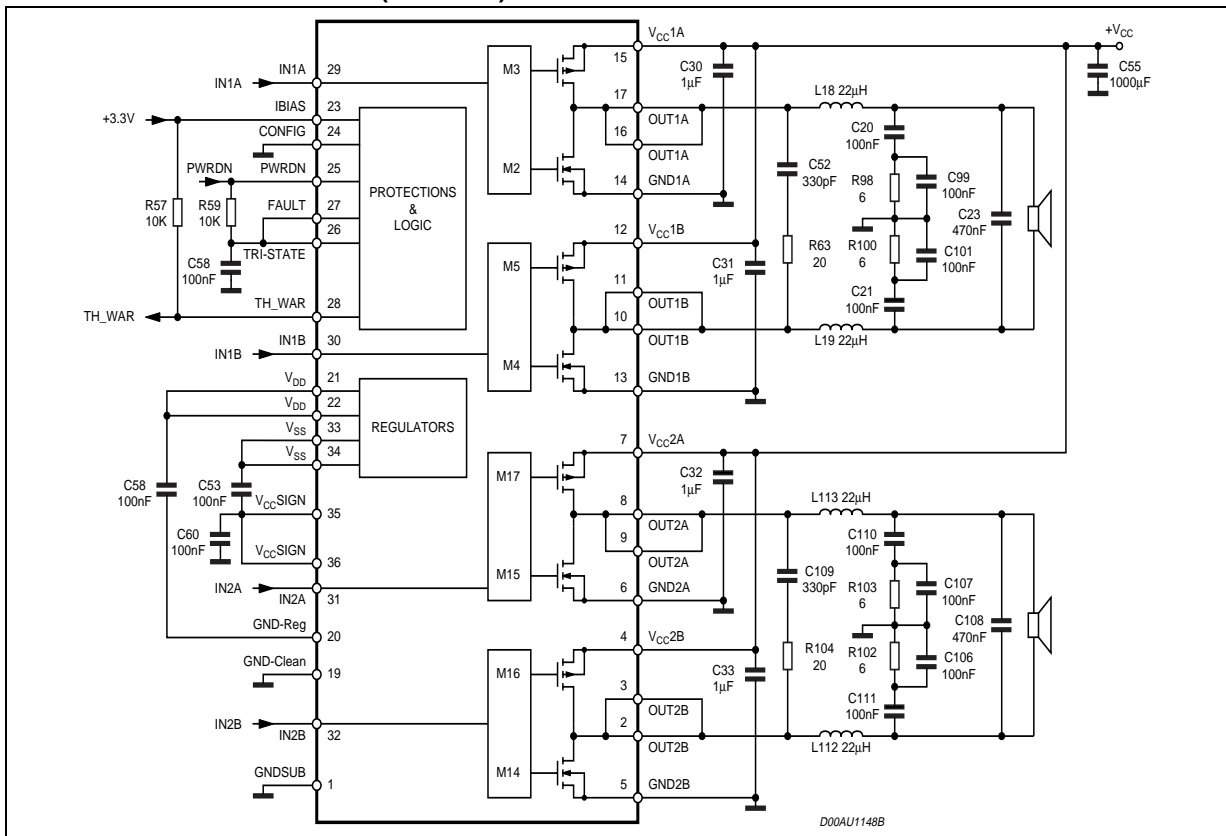 IN1A
IN1A
29
IBIAS
23
+3.3V
CONFIG
24
PWRDN
PWRDN
25
R57
10K
R59
10K
FAULT
27
26
TRI-STATE
C58
100nF
TH_WAR
TH_WAR
28
PROTECTIONS
&
LOGIC
IN1B
IN1B
30
VDD
21
VDD
22
VSS
33
VSS
34
REGULATORS
C58
100nF
C53
100nF
VCCSIGN
35
C60
100nF
VCCSIGN
36
IN2A
IN2A
31
GND-Reg
20
GND-Clean
19
IN2B
IN2B
32
GNDSUB
1
M3
M2
M5
M4
M17
M15
M16
M14
15
VCC1A
17
OUT1A
16
OUT1A
14
GND1A
12
VCC1B
11
OUT1B
10
OUT1B
13
GND1B
7
VCC2A
8
OUT2A
9
OUT2A
6
GND2A
4
VCC2B
3
OUT2B
2
OUT2B
5
GND2B
C30
1µF
C31
1µF
C32
1µF
C33
1µF
+VCC
C55
1000µF
L18 22µH
C20
100nF
C52
330pF
R98
6
C99
100nF
C23
470nF
R63
20
R100
6
C101
100nF
C21
100nF
L19 22µH
L113 22µH
C110
100nF
C109
330pF
R103
6
C107
100nF
C108
470nF
R104
20
R102
6
C106
100nF
C111
100nF
L112 22µH
D00AU1148B